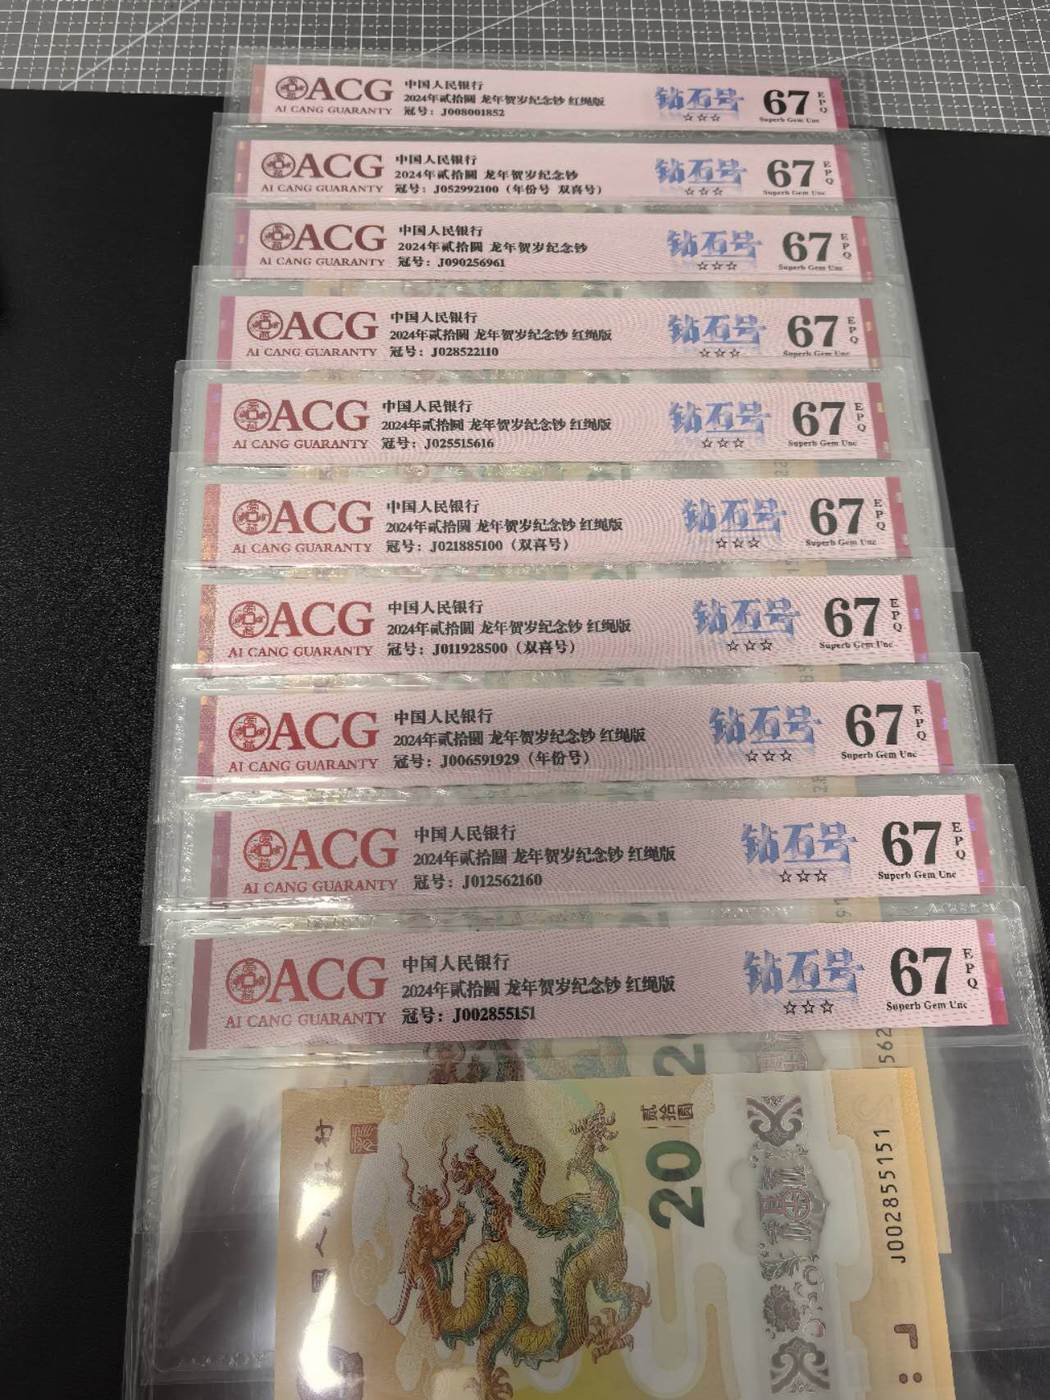 ACG
AI CANG GUARANTY
中国人民银行
2024年贰拾圆 龙年贺岁纪念钞 红绳版
冠号：J008001852
钻石号
☆☆☆
67
EPQ
Superb Gem Unc
ACG
AI CANG GUARANTY
中国人民银行
2024年贰拾圆 龙年贺岁纪念钞
冠号：J052992100（年份号 双喜号）
钻石号
☆☆☆
67
EPQ
Superb Gem Unc
ACG
AI CANG GUARANTY
中国人民银行
2024年贰拾圆 龙年贺岁纪念钞
冠号：J090256961
钻石号
☆☆☆
67
EPQ
Superb Gem Unc
ACG
AI CANG GUARANTY
中国人民银行
2024年贰拾圆 龙年贺岁纪念钞 红绳版
冠号：J028522110
钻石号
☆☆☆
67
EPQ
Superb Gem Unc
ACG
AI CANG GUARANTY
中国人民银行
2024年贰拾圆 龙年贺岁纪念钞 红绳版
冠号：J025515616
钻石号
☆☆☆
67
EPQ
Superb Gem Unc
ACG
AI CANG GUARANTY
中国人民银行
2024年贰拾圆 龙年贺岁纪念钞 红绳版
冠号：J021885100（双喜号）
钻石号
☆☆☆
67
EPQ
Superb Gem Unc
ACG
AI CANG GUARANTY
中国人民银行
2024年贰拾圆 龙年贺岁纪念钞 红绳版
冠号：J011928500（双喜号）
钻石号
☆☆☆
67
EPQ
Superb Gem Unc
ACG
AI CANG GUARANTY
中国人民银行
2024年贰拾圆 龙年贺岁纪念钞 红绳版
冠号：J006591929（年份号）
钻石号
☆☆☆
67
EPQ
Superb Gem Unc
ACG
AI CANG GUARANTY
中国人民银行
2024年贰拾圆 龙年贺岁纪念钞 红绳版
冠号：J012562160
钻石号
☆☆☆
67
EPQ
Superb Gem Unc
ACG
AI CANG GUARANTY
中国人民银行
2024年贰拾圆 龙年贺岁纪念钞 红绳版
冠号：J002855151
钻石号
☆☆☆
67
EPQ
Superb Gem Unc
562
贰拾圆
20
J002855151